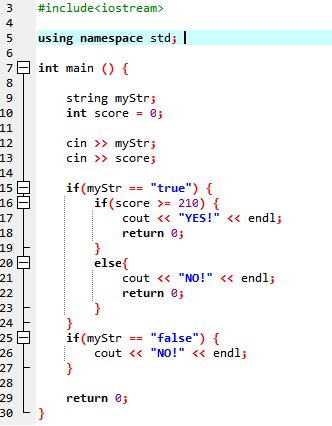 3 #include<iostream>
4
5 using namespace std;
6
7 int main () {
8
9 string myStr;
10 int score = 0;
11
12 cin >> myStr;
13 cin >> score;
14
15 if(myStr == "true") {
16 if(score >= 210) {
17 cout << "YES!" << endl;
18 return 0;
19 }
20 else{
21 cout << "NO!" << endl;
22 return 0;
23 }
24 }
25 if(myStr == "false") {
26 cout << "NO!" << endl;
27 }
28
29 return 0;
30 }